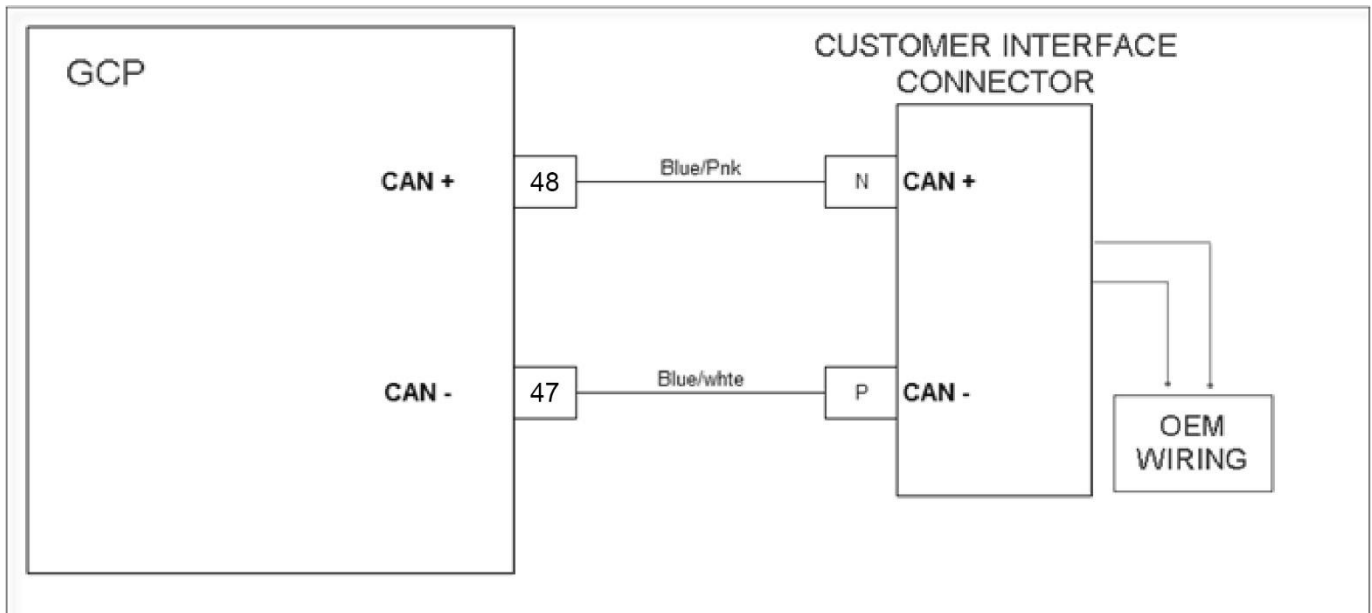 GCP
CUSTOMER INTERFACE
CONNECTOR
CAN +
48
Blue/Pnk
N
CAN +
CAN -
47
Blue/whte
P
CAN -
OEM
WIRING